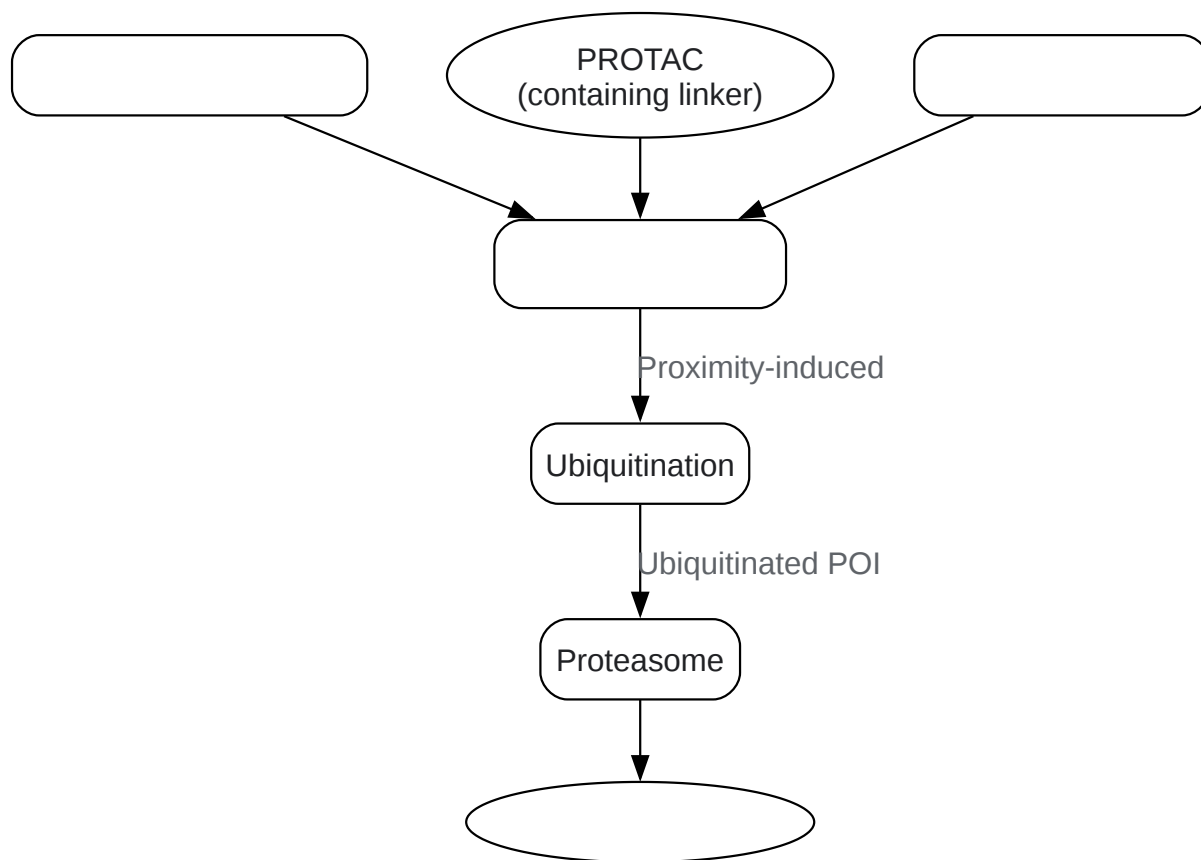 PROTAC
(containing linker)
Proximity-induced
Ubiquitination
Ubiquitinated POI
Proteasome